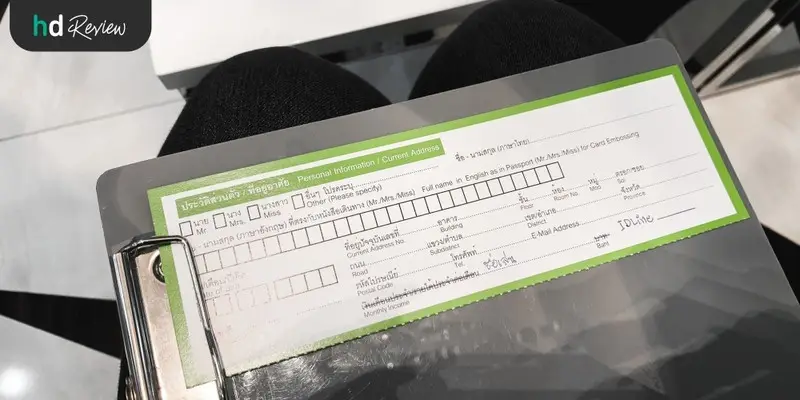 hd Review
ประวัติส่วนตัว / ที่อยู่อาศัย Personal Information / Current Address
ชื่อ - นามสกุล (ภาษาไทย)
นาย นาง นางสาว อื่นๆ โปรดระบุ
Mr. Mrs. Miss Other (Please specify)
นามสกุล (ภาษาอังกฤษ) ที่ตรงกับหนังสือเดินทาง (Mr./Mrs./Miss) Full name in English as in Passport (Mr./Mrs./Miss) for Card Embossing
ที่อยู่ปัจจุบันเลขที่ อาคาร ชั้น ห้อง หมู่ ตรอก/ซอย
Current Address No. Building Floor Room No. Moo Soi
ถนน แขวง/ตำบล เขต/อำเภอ จังหวัด
Road Subdistrict District Province
รหัสไปรษณีย์ โทรศัพท์ ชื่อเล่น E-Mail Address IDLine
Postal Code Tel.
บาท
Monthly Income Baht